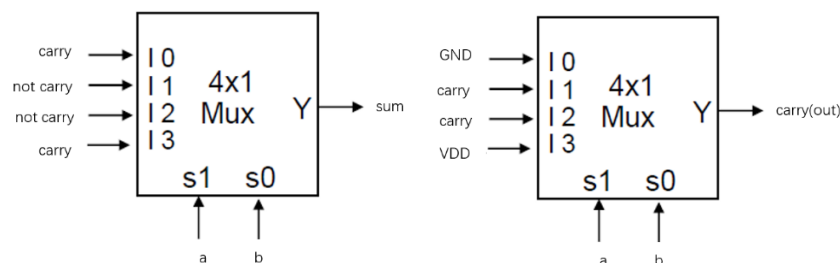 carry
not carry
not carry
carry
I 0
I 1
I 2
I 3
4x1
Mux
Y
s1 s0
sum
a b
GND
carry
carry
VDD
I 0
I 1
I 2
I 3
4x1
Mux
Y
s1 s0
carry(out)
a b